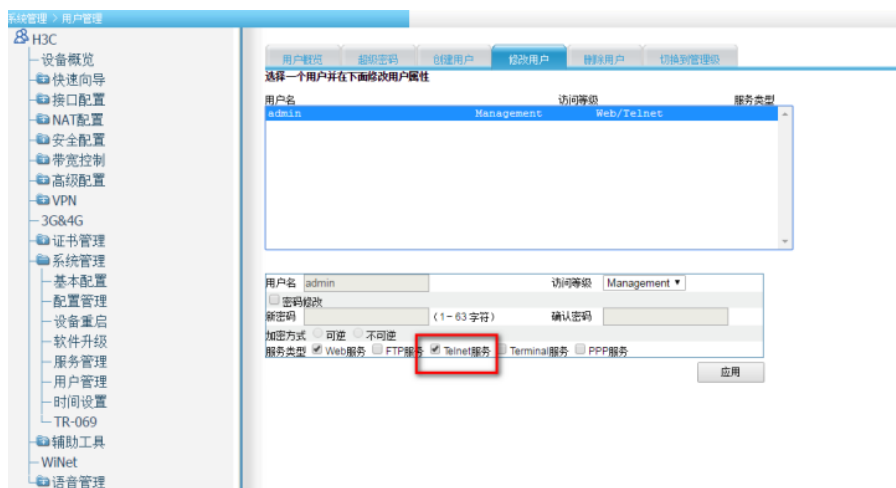 系统管理 > 用户管理
H3C
设备概览
快速向导
接口配置
NAT配置
安全配置
带宽控制
高级配置
VPN
3G&4G
证书管理
系统管理
基本配置
配置管理
设备重启
软件升级
服务管理
用户管理
时间设置
TR-069
辅助工具
WiNet
语音管理
用户概览 超级密码 创建用户 修改用户 删除用户 切换到管理级
选择一个用户并在下面修改用户属性
用户名 访问等级 服务类型
admin Management Web/Telnet
用户名 admin 访问等级 Management
密码修改
新密码 (1-63字符) 确认密码
加密方式 可逆 不可逆
服务类型 Web服务 FTP服务 Telnet服务 Terminal服务 PPP服务
应用